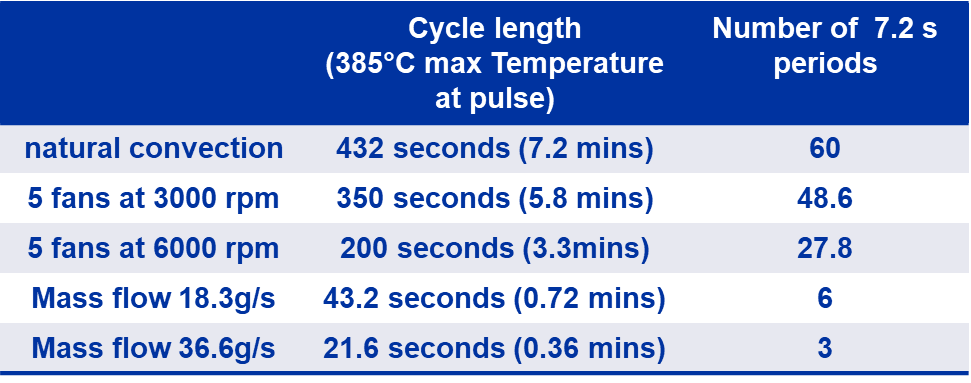 Cycle length
(385°C max Temperature
at pulse)
Number of 7.2 s
periods
natural convection 432 seconds (7.2 mins) 60
5 fans at 3000 rpm 350 seconds (5.8 mins) 48.6
5 fans at 6000 rpm 200 seconds (3.3mins) 27.8
Mass flow 18.3g/s 43.2 seconds (0.72 mins) 6
Mass flow 36.6g/s 21.6 seconds (0.36 mins) 3